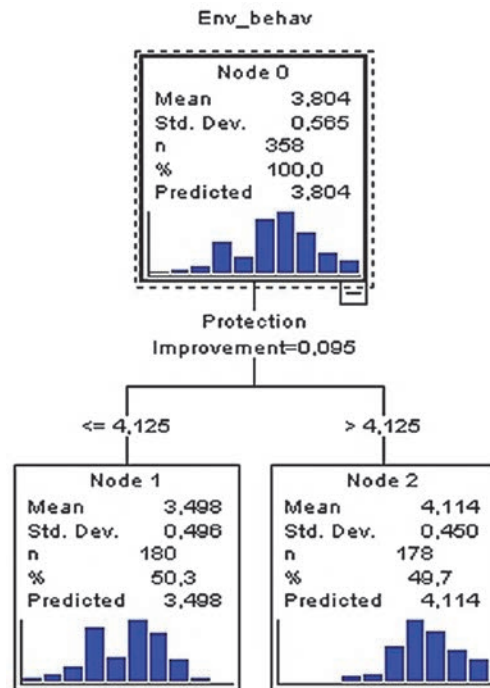 Env_behav
Node 0
Mean 3,804
Std. Dev. 0,565
n 358
% 100,0
Predicted 3,804
Protection
Improvement=0,095
<= 4,125
> 4,125
Node 1
Mean 3,498
Std. Dev. 0,496
n 180
% 50,3
Predicted 3,498
Node 2
Mean 4,114
Std. Dev. 0,450
n 178
% 49,7
Predicted 4,114